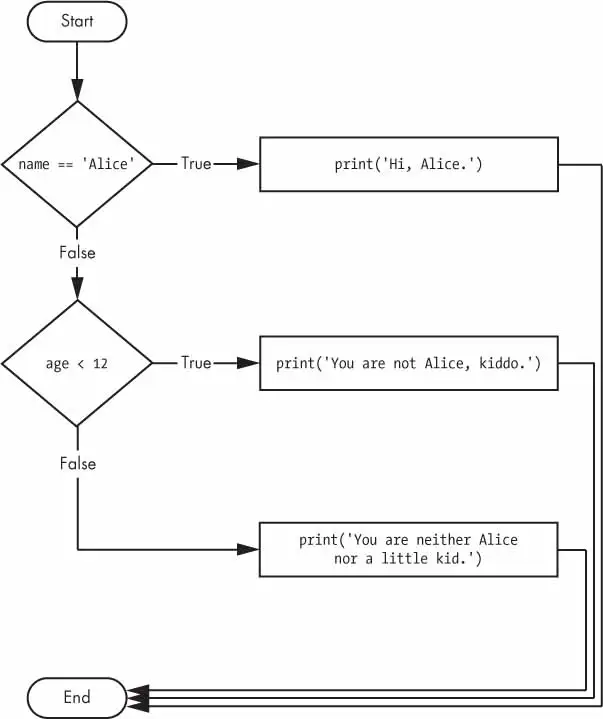 Start
name == 'Alice'
True
print('Hi, Alice.')
False
age < 12
True
print('You are not Alice, kiddo.')
False
print('You are neither Alice
nor a little kid.')
End